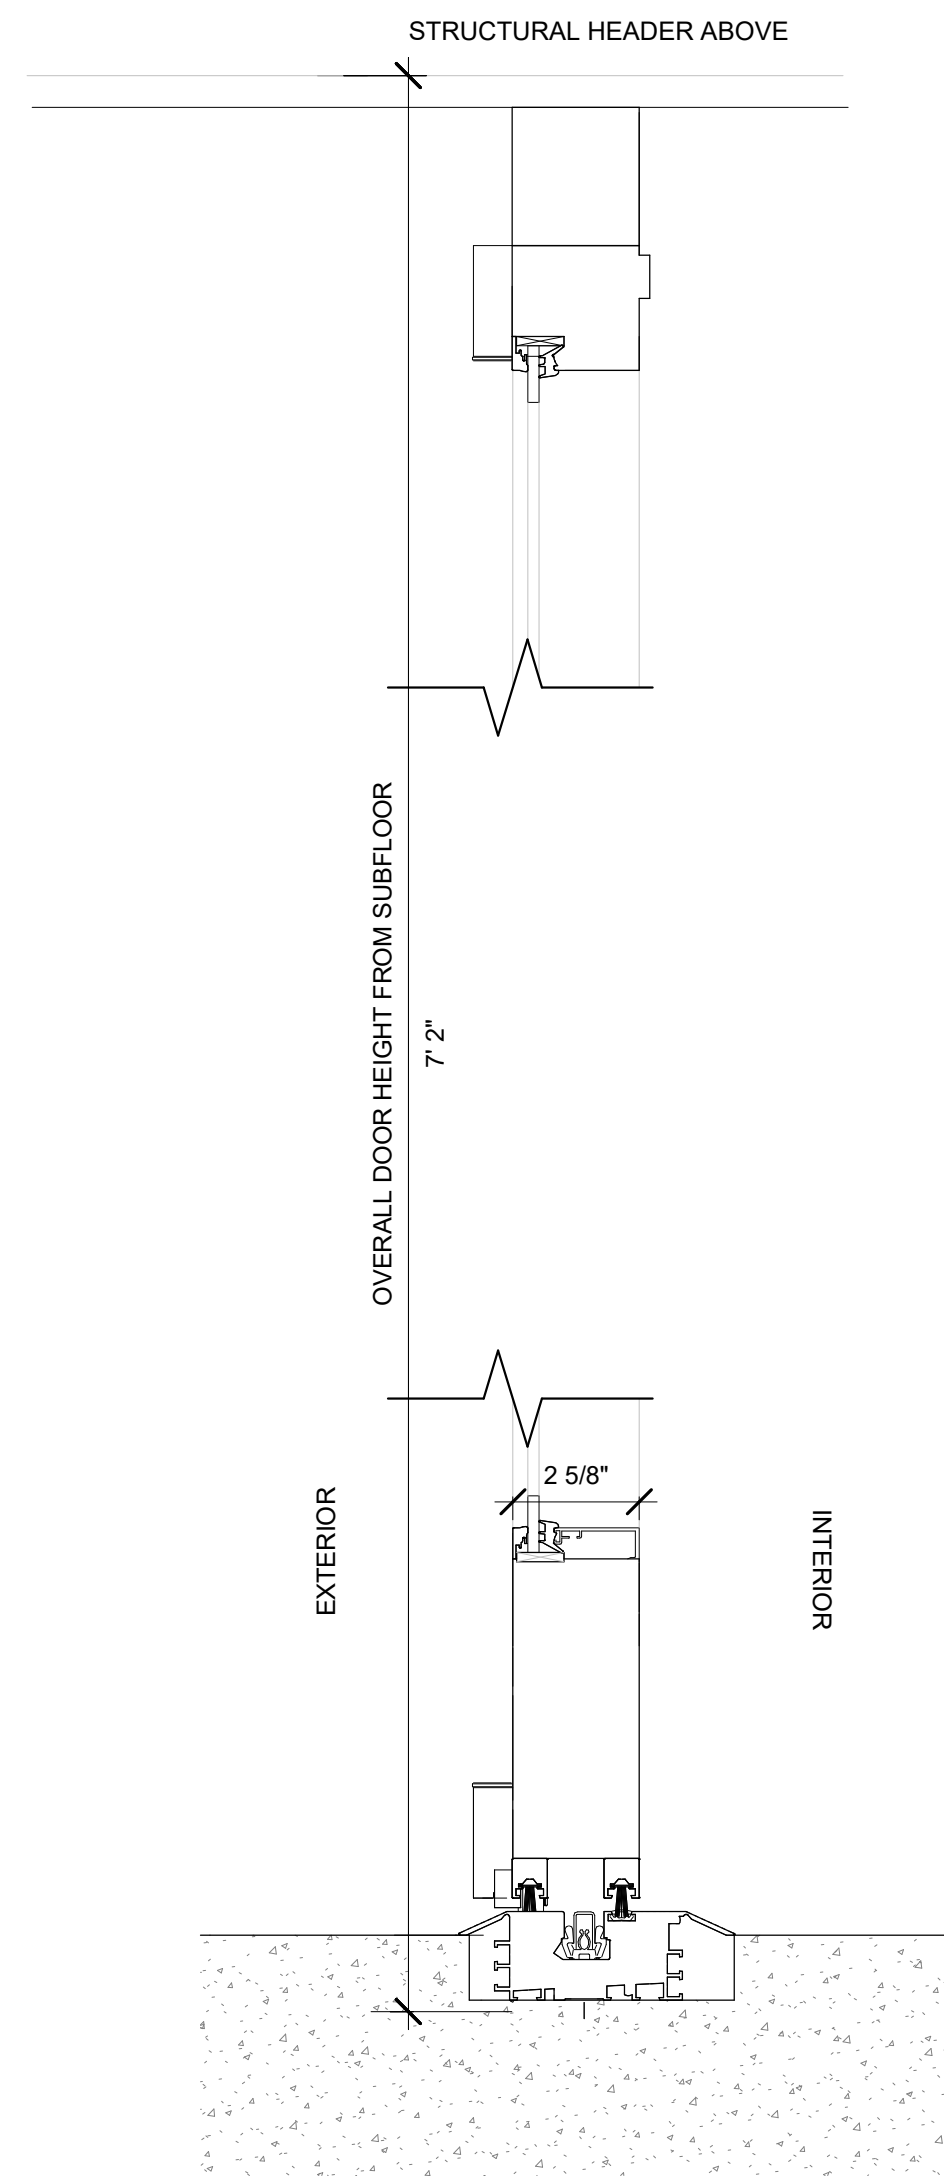 STRUCTURAL HEADER ABOVE
OVERALL DOOR HEIGHT FROM SUBFLOOR
7' 2"
2 5/8"
EXTERIOR
INTERIOR